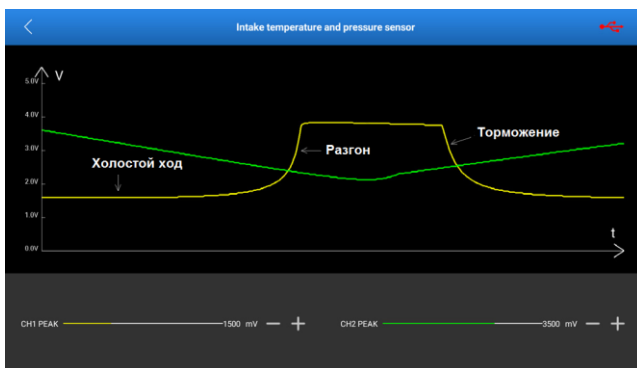 Intake temperature and pressure sensor
5.0V
V
4.0V
Торможение
3.0V
Разгон
Холостой ход
2.0V
1.0V
t
0.0V
CH1 PEAK 1500 mV − +
CH2 PEAK 3500 mV − +